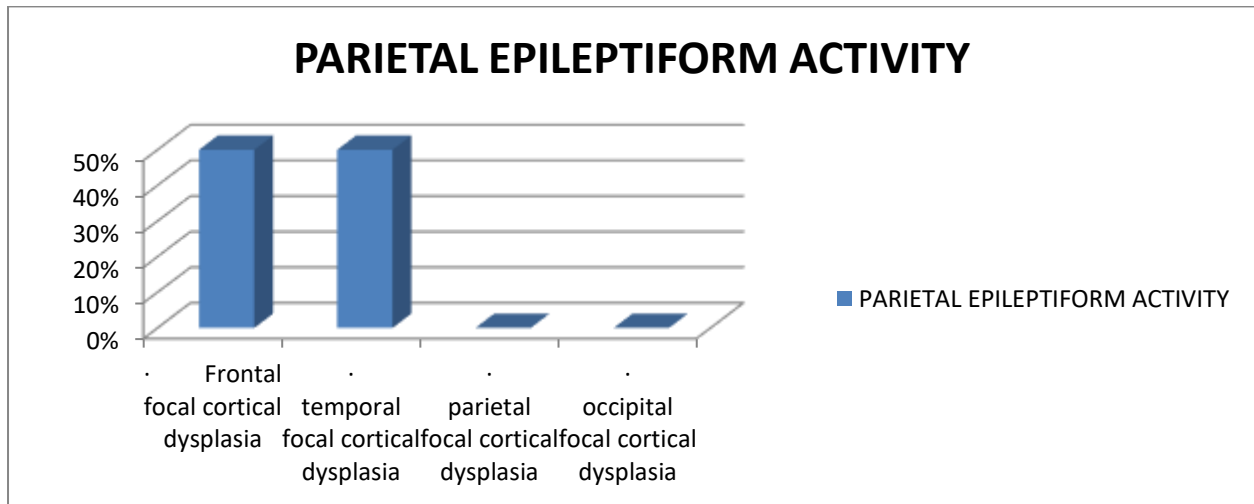 PARIETAL EPILEPTIFORM ACTIVITY
50%
40%
30%
20%
10%
0%
· Frontal
focal cortical
dysplasia
·
temporal
focal cortical
dysplasia
·
parietal
focal cortical
dysplasia
·
occipital
focal cortical
dysplasia
PARIETAL EPILEPTIFORM ACTIVITY